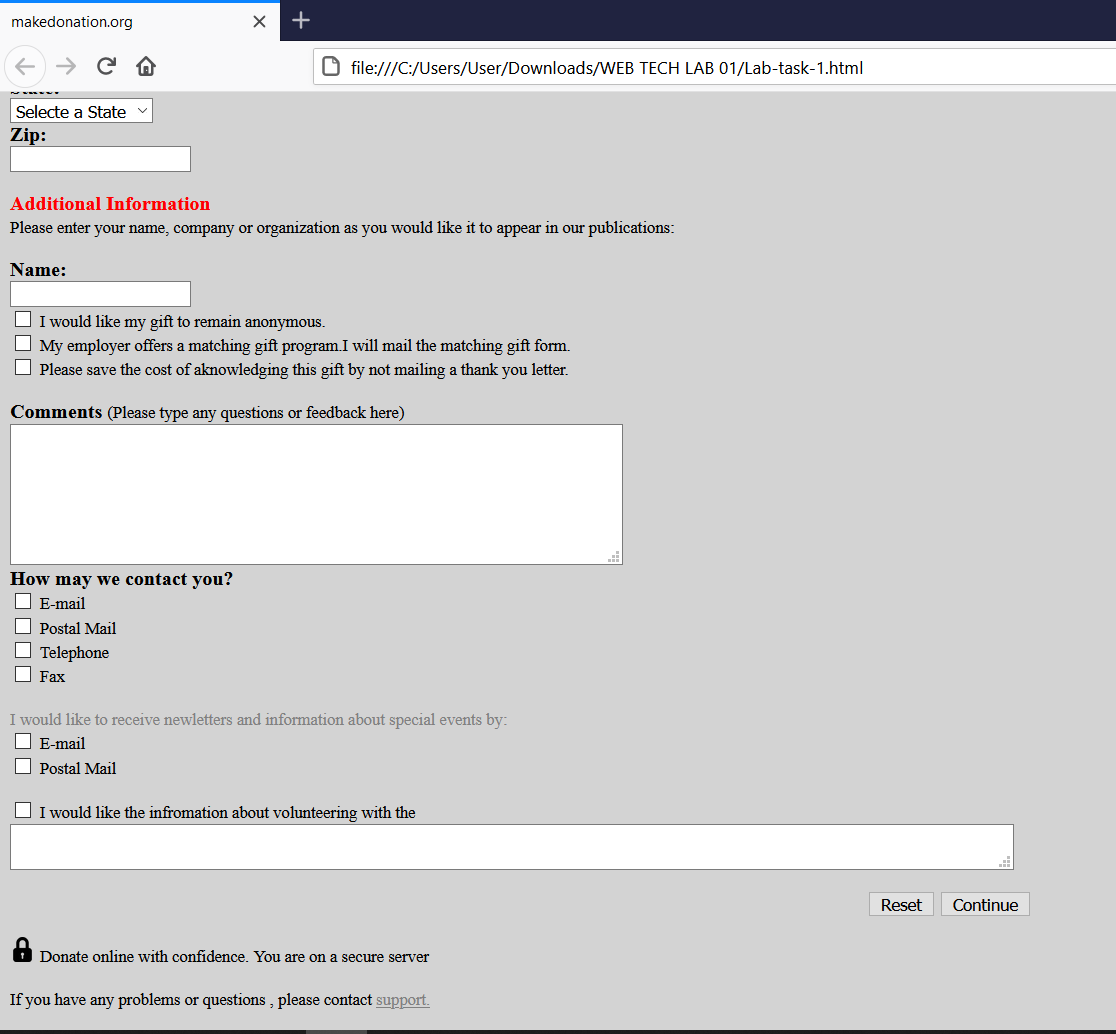 makedonation.org
file:///C:/Users/User/Downloads/WEB TECH LAB 01/Lab-task-1.html
State:
Selecte a State
Zip:
Additional Information
Please enter your name, company or organization as you would like it to appear in our publications:
Name:
I would like my gift to remain anonymous.
My employer offers a matching gift program.I will mail the matching gift form.
Please save the cost of aknowledging this gift by not mailing a thank you letter.
Comments (Please type any questions or feedback here)
How may we contact you?
E-mail
Postal Mail
Telephone
Fax
I would like to receive newletters and information about special events by:
E-mail
Postal Mail
I would like the infromation about volunteering with the
Reset Continue
Donate online with confidence. You are on a secure server
If you have any problems or questions , please contact support.